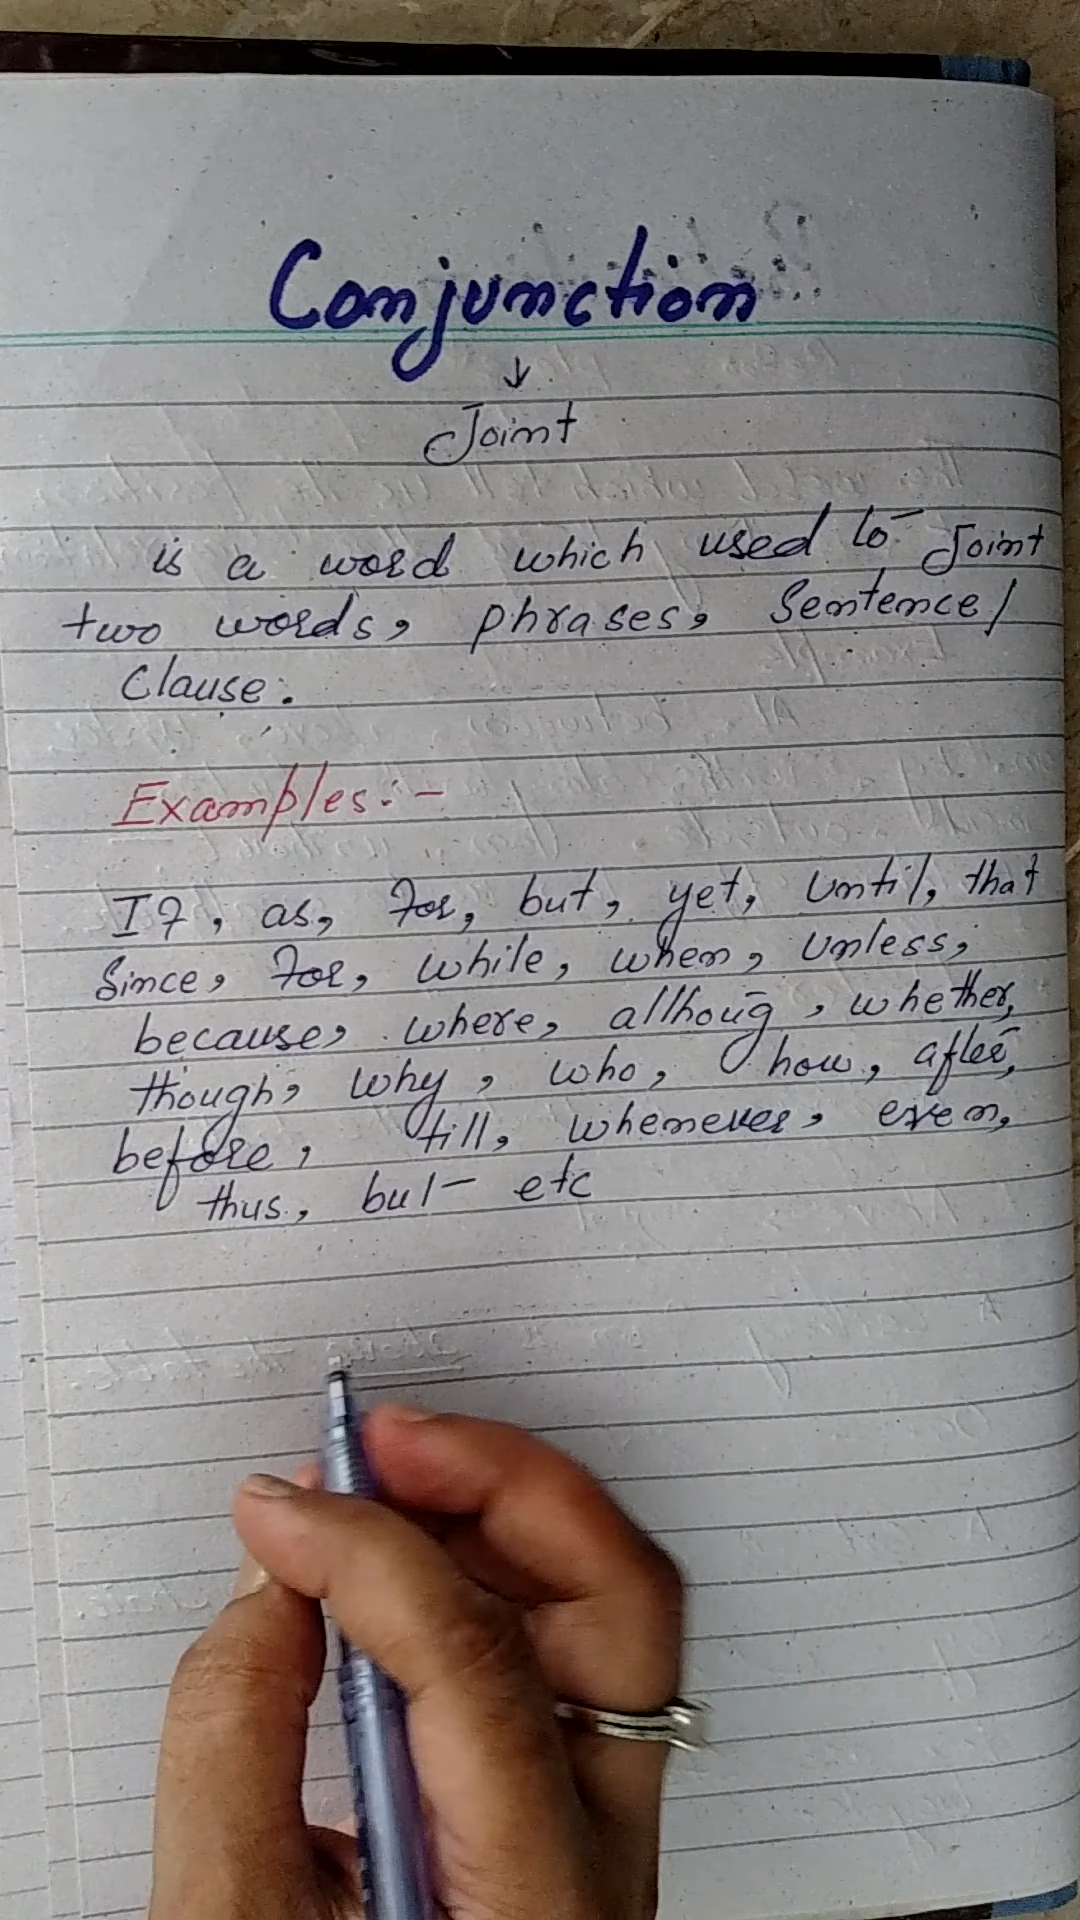 Conjunction
↓
Joint
is a word which used to Joint
two words, phrases, Sentence/
Clause.
Examples:-
If, as, for, but, yet, until, that
Since, for, while, when, unless,
because, where, althoug, whether,
though, why, who, how, after,
before, till, whenever, even,
thus, but etc